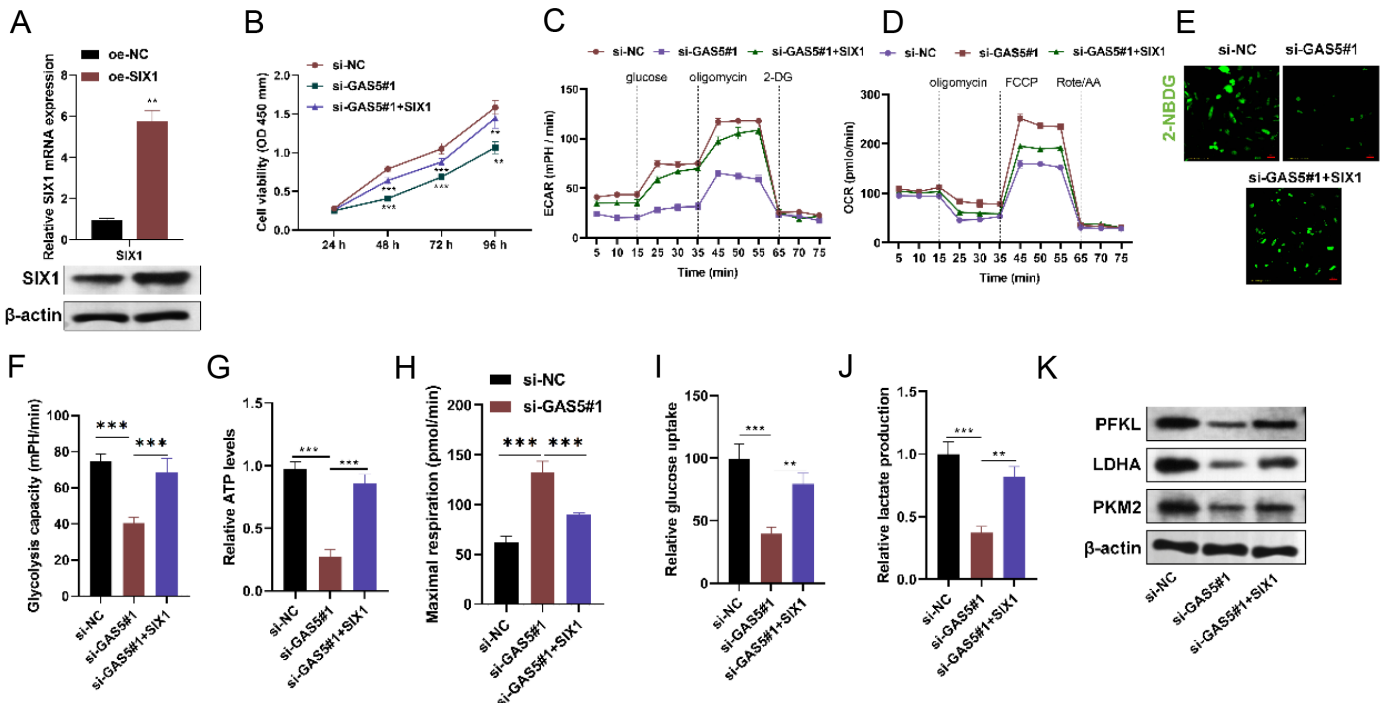 A
oe-NC
oe-SIX1
Relative SIX1 mRNA expression
8
6
4
2
0
**
SIX1
SIX1
β-actin
B
si-NC
si-GAS5#1
si-GAS5#1+SIX1
Cell viability (OD 450 mm)
2.0
1.5
1.0
0.5
0.0
***
***
***
***
**
**
24 h
48 h
72 h
96 h
C
si-NC
si-GAS5#1
si-GAS5#1+SIX1
glucose
oligomycin
2-DG
ECAR (mPH / min)
150
100
50
0
5 10 15 25 30 35 45 50 55 65 70 75
Time (min)
D
si-NC
si-GAS5#1
si-GAS5#1+SIX1
oligomycin
FCCP
Rote/AA
OCR (pmlo/min)
300
200
100
0
5 10 15 25 30 35 45 50 55 65 70 75
Time (min)
E
si-NC
si-GAS5#1
2-NBDG
si-GAS5#1+SIX1
F
Glycolysis capacity (mPH/min)
100
80
60
40
20
0
*** ***
si-NC
si-GAS5#1
si-GAS5#1+SIX1
G
Relative ATP levels
1.5
1.0
0.5
0.0
*** ***
si-NC
si-GAS5#1
si-GAS5#1+SIX1
H
si-NC
si-GAS5#1
Maximal respiration (pmol/min)
200
150
100
50
0
*** ***
si-NC
si-GAS5#1
si-GAS5#1+SIX1
I
Relative glucose uptake
150
100
50
0
*** **
si-NC
si-GAS5#1
si-GAS5#1+SIX1
J
Relative lactate production
1.5
1.0
0.5
0.0
*** **
si-NC
si-GAS5#1
si-GAS5#1+SIX1
K
PFKL
LDHA
PKM2
β-actin
si-NC
si-GAS5#1
si-GAS5#1+SIX1